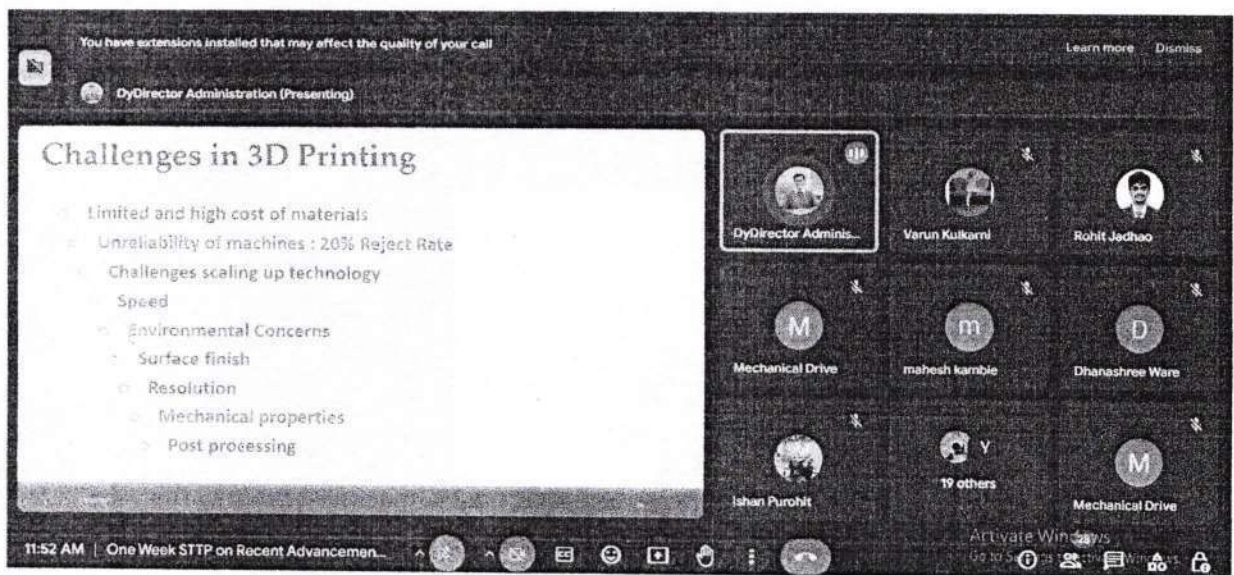 You have extensions installed that may affect the quality of your call
Learn more Dismiss
DyDirector Administration (Presenting)
Challenges in 3D Printing
Limited and high cost of materials
Unreliability of machines : 20% Reject Rate
Challenges scaling up technology
Speed
Environmental Concerns
Surface finish
Resolution
Mechanical properties
Post processing
DyDirector Adminis...
Varun Kulkarni
Rohit Jadhao
M
Mechanical Drive
m
mahesh kamble
D
Dhanashree Ware
Ishan Purohit
Y
19 others
M
Mechanical Drive
Activate Windows
11:52 AM | One Week STTP on Recent Advancemen...
28